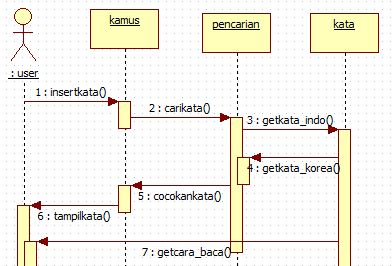 kamus
pencarian
kata
: user
1 : insertkata()
2 : carikata()
3 : getkata_indo()
4 : getkata_korea()
5 : cocokankata()
6 : tampilkata()
7 : getcara_baca()